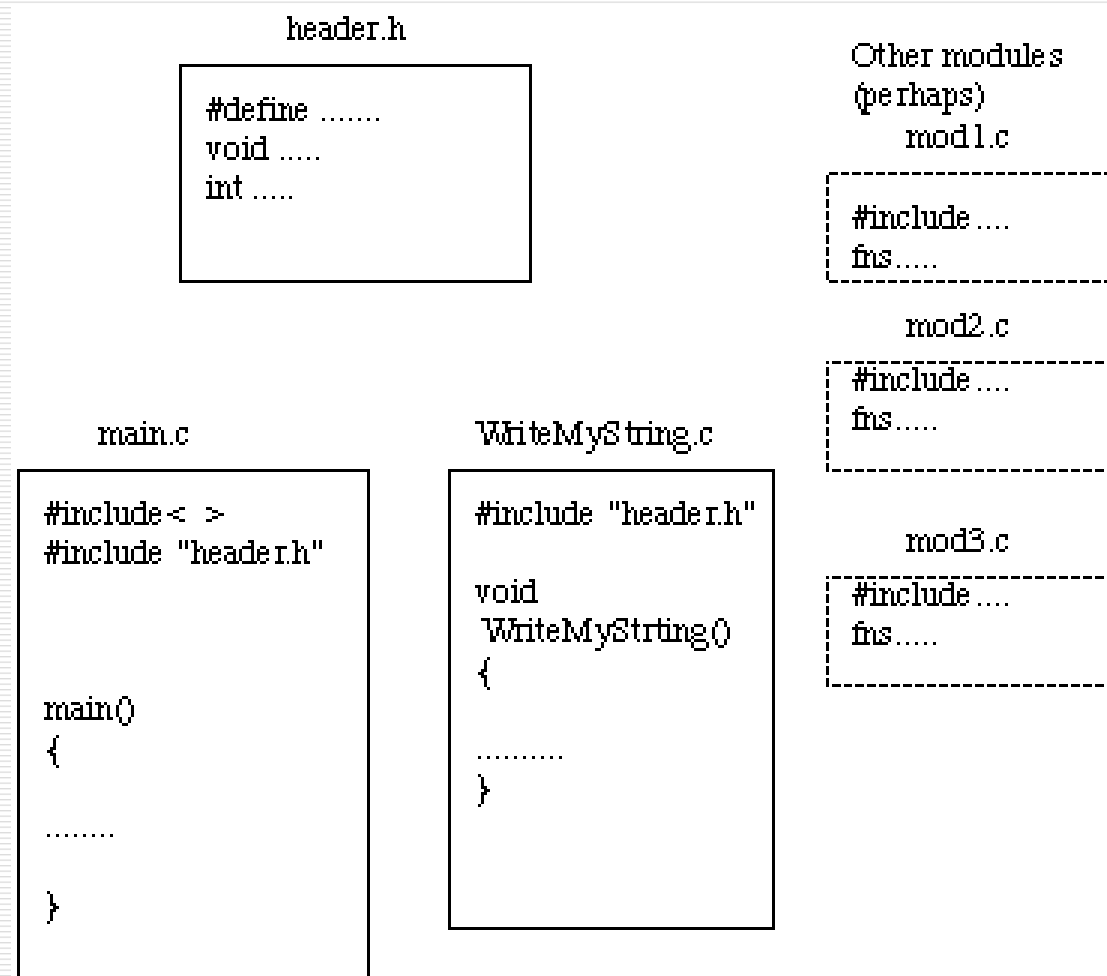 header.h
#define .......
void .....
int .....
Other modules
(perhaps)
mod1.c
#include ....
fns.....
mod2.c
#include ....
fns.....
mod3.c
#include ....
fns.....
main.c
#include< >
#include "header.h"
main()
{
........
}
WriteMyString.c
#include "header.h"
void
WriteMyStrting()
{
..........
}